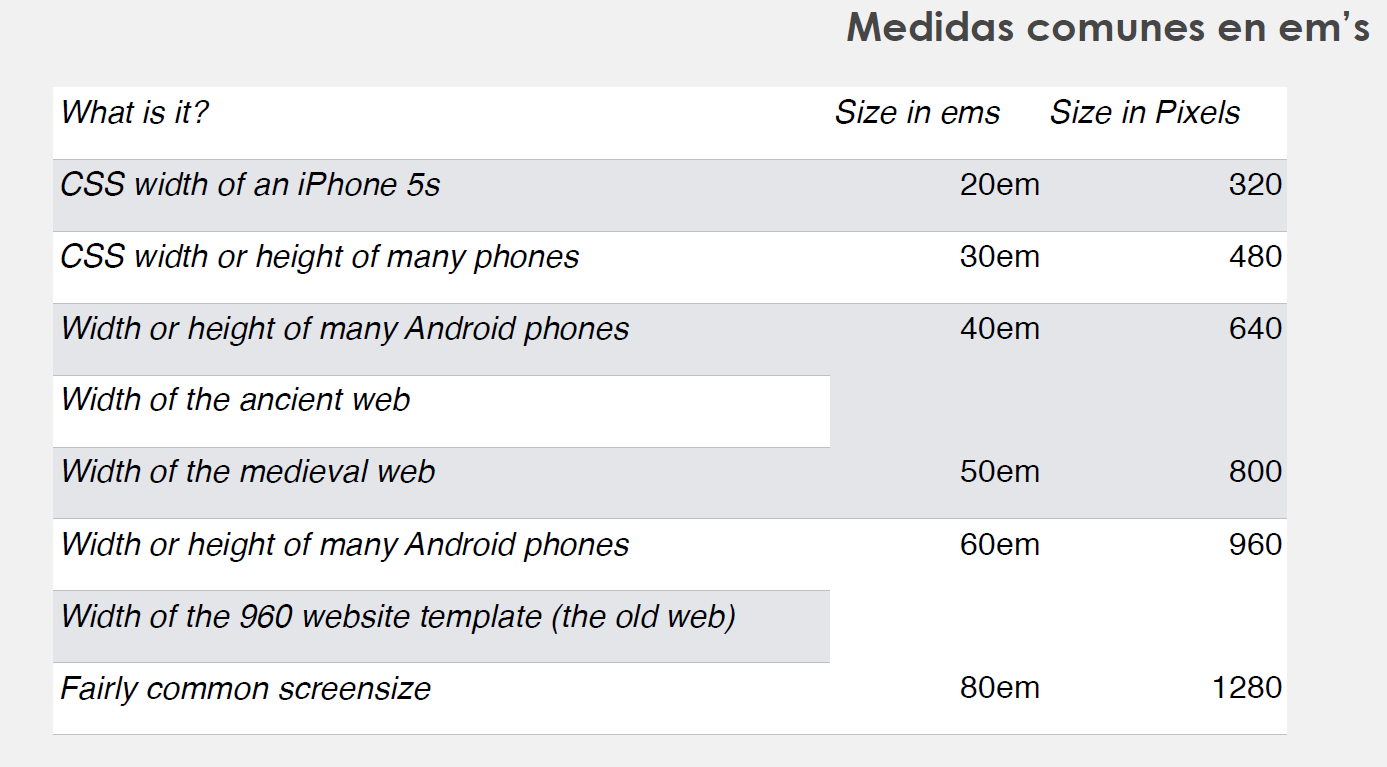 Medidas comunes en em’s
What is it? Size in ems Size in Pixels
CSS width of an iPhone 5s 20em 320
CSS width or height of many phones 30em 480
Width or height of many Android phones 40em 640
Width of the ancient web
Width of the medieval web 50em 800
Width or height of many Android phones 60em 960
Width of the 960 website template (the old web)
Fairly common screensize 80em 1280